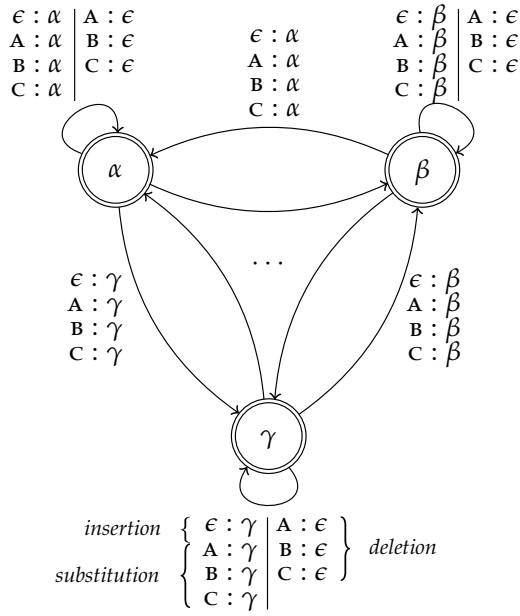 ϵ : α A : ϵ
A : α B : ϵ
B : α C : ϵ
C : α
ϵ : α
A : α
B : α
C : α
ϵ : β A : ϵ
A : β B : ϵ
B : β C : ϵ
C : β
α
β
...
ϵ : γ
A : γ
B : γ
C : γ
ϵ : β
A : β
B : β
C : β
γ
insertion { ϵ : γ A : ϵ
A : γ B : ϵ } deletion
substitution { B : γ C : ϵ
C : γ